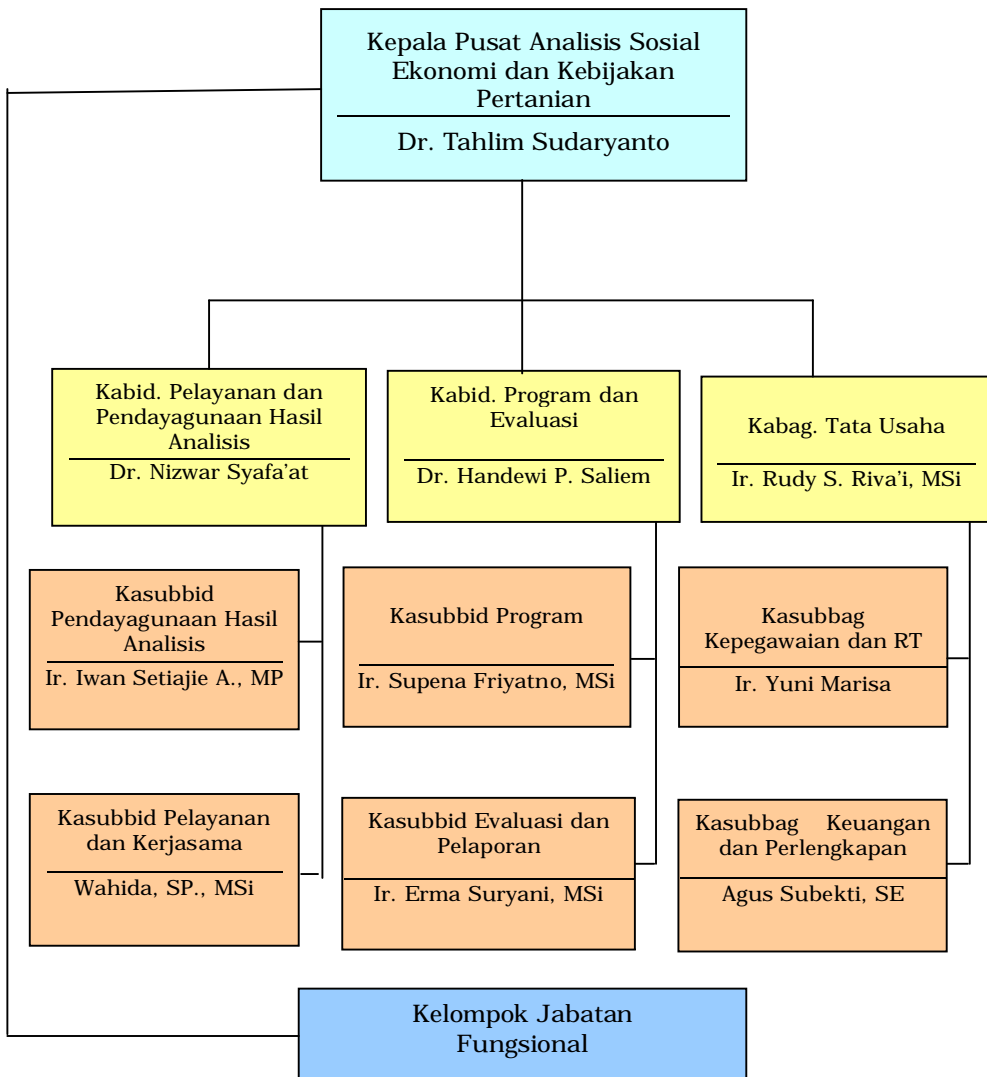 Kepala Pusat Analisis Sosial
Ekonomi dan Kebijakan
Pertanian
Dr. Tahlim Sudaryanto
Kabid. Pelayanan dan
Pendayagunaan Hasil
Analisis
Dr. Nizwar Syafa'at
Kabid. Program dan
Evaluasi
Dr. Handewi P. Saliem
Kabag. Tata Usaha
Ir. Rudy S. Riva'i, MSi
Kasubbid
Pendayagunaan Hasil
Analisis
Ir. Iwan Setiajie A., MP
Kasubbid Program
Ir. Supena Friyatno, MSi
Kasubbag
Kepegawaian dan RT
Ir. Yuni Marisa
Kasubbid Pelayanan
dan Kerjasama
Wahida, SP., MSi
Kasubbid Evaluasi dan
Pelaporan
Ir. Erma Suryani, MSi
Kasubbag Keuangan
dan Perlengkapan
Agus Subekti, SE
Kelompok Jabatan
Fungsional